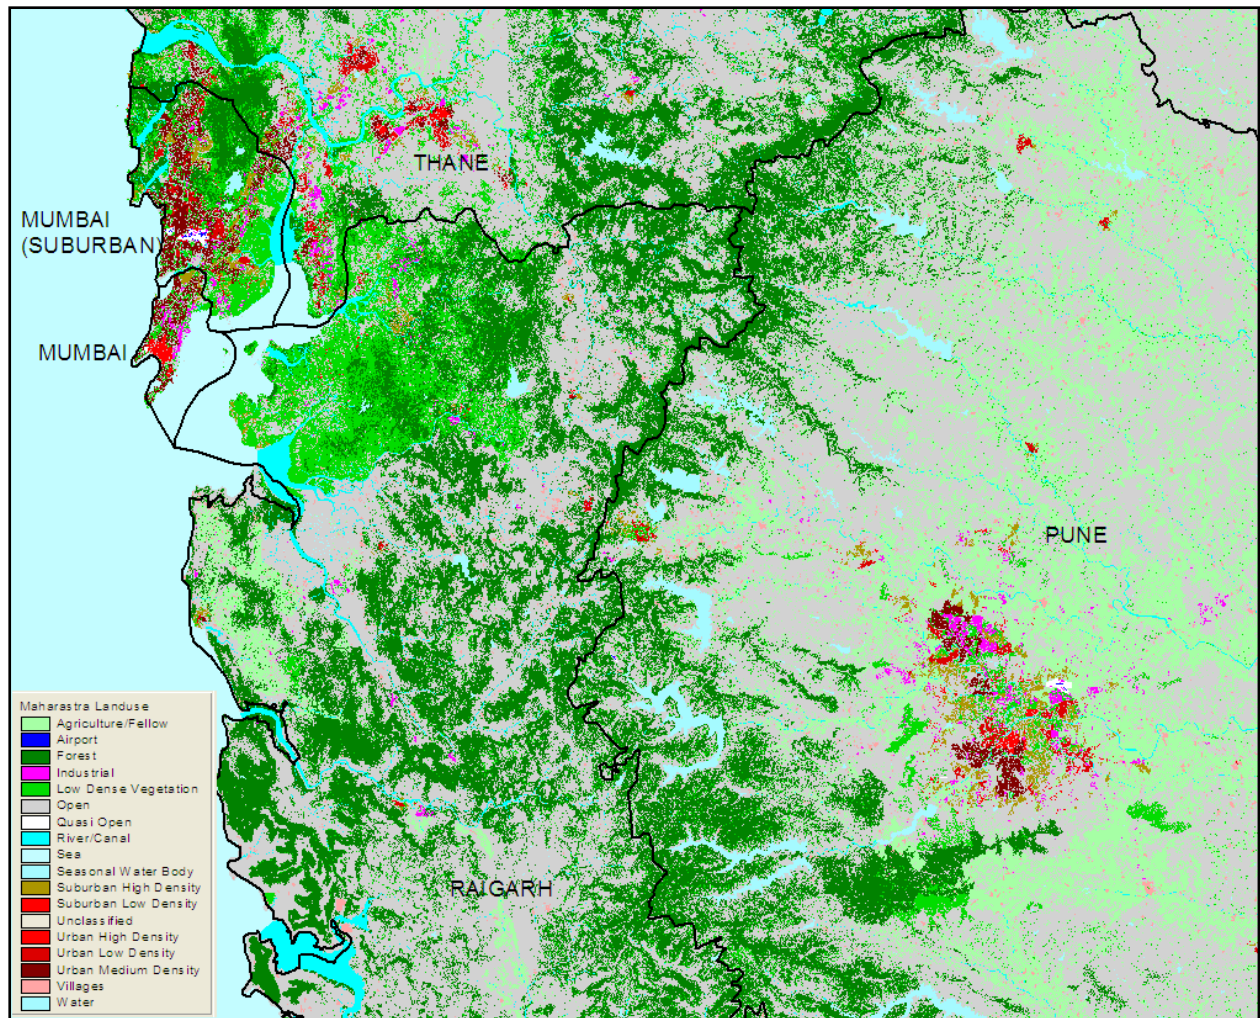 THANE
MUMBAI
(SUBURBAN)
MUMBAI
PUNE
RAIGARH
Maharastra Landuse
Agriculture/Fellow
Airport
Forest
Industrial
Low Dense Vegetation
Open
Quasi Open
River/Canal
Sea
Seasonal Water Body
Suburban High Density
Suburban Low Density
Unclassified
Urban High Density
Urban Low Density
Urban Medium Density
Villages
Water